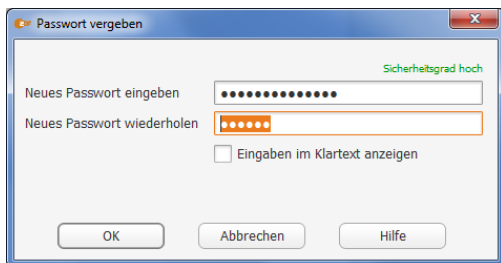 Passwort vergeben
Sicherheitsgrad hoch
Neues Passwort eingeben ●●●●●●●●●●●●●●
Neues Passwort wiederholen ●●●●●●
Eingaben im Klartext anzeigen
OK Abbrechen Hilfe